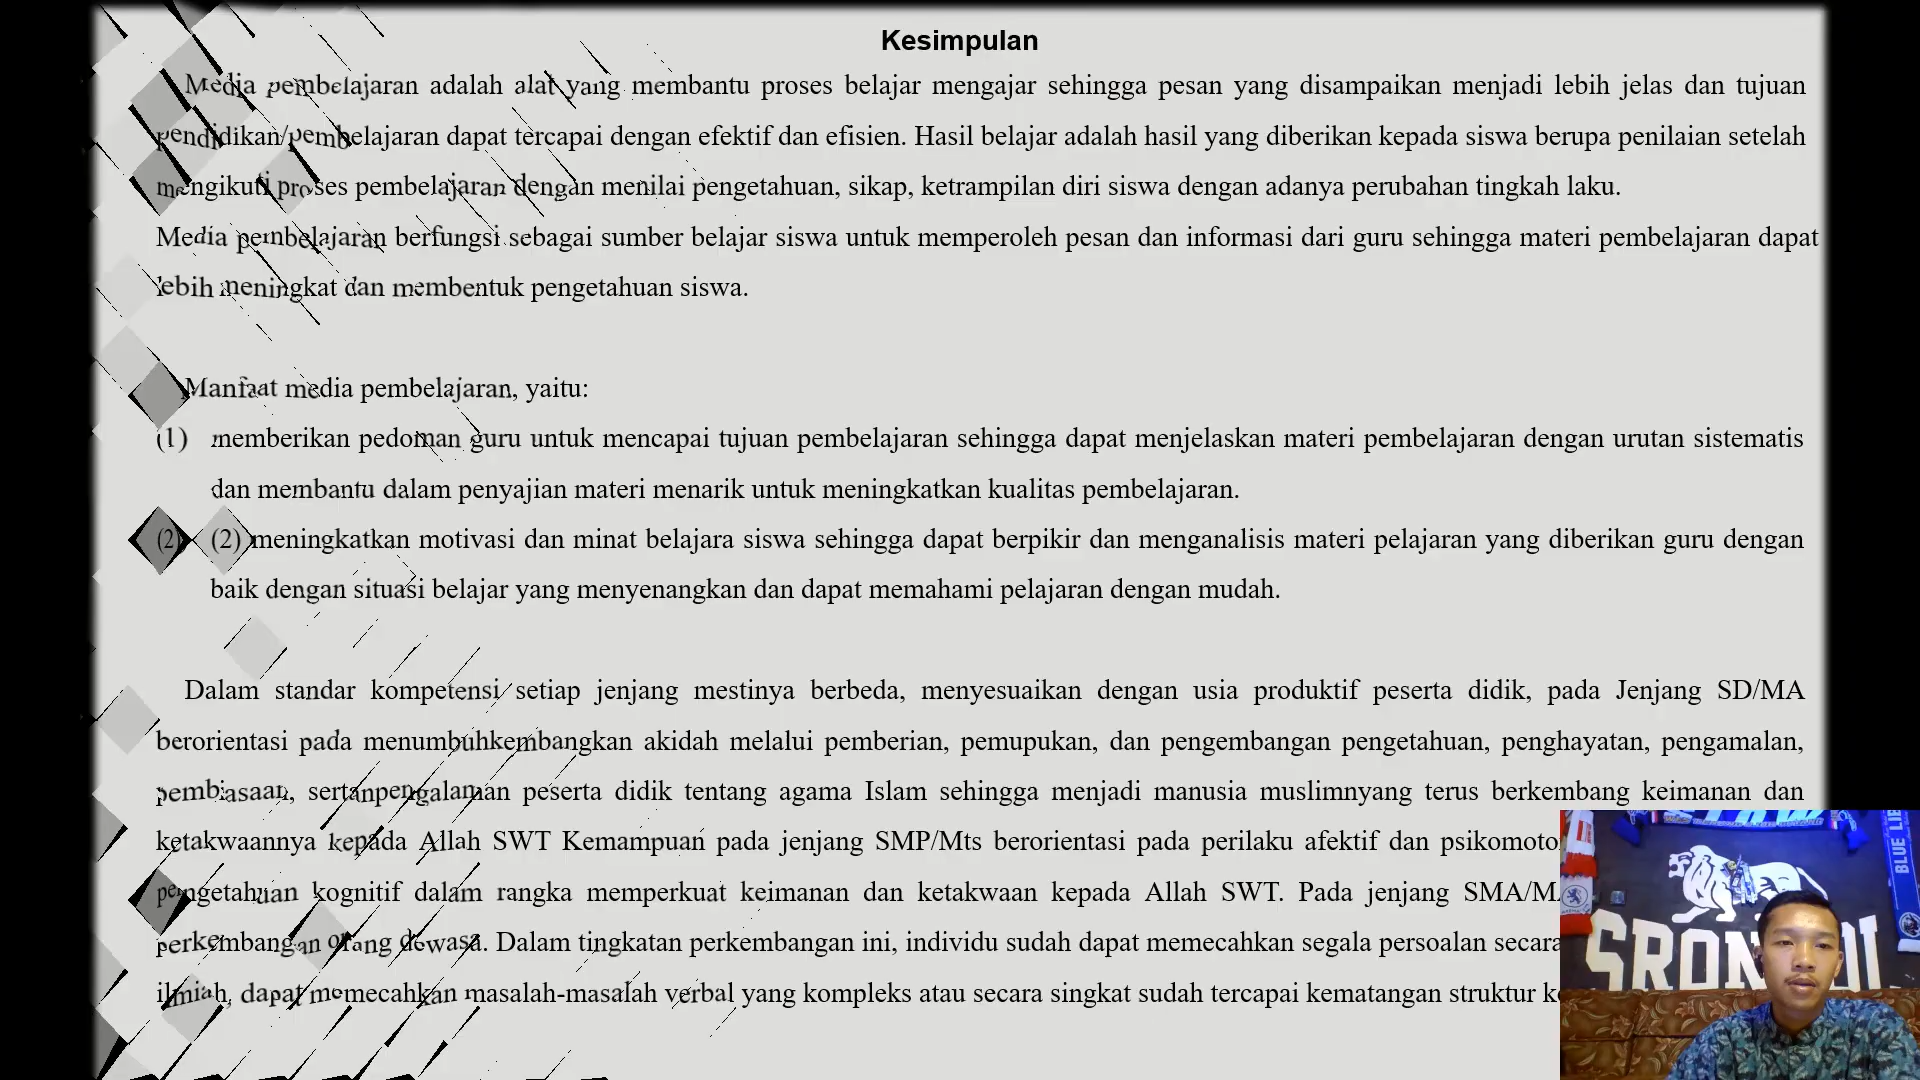 Kesimpulan
Media pembelajaran adalah alat yang membantu proses belajar mengajar sehingga pesan yang disampaikan menjadi lebih jelas dan tujuan
pendidikan/pembelajaran dapat tercapai dengan efektif dan efisien. Hasil belajar adalah hasil yang diberikan kepada siswa berupa penilaian setelah
mengikuti proses pembelajaran dengan menilai pengetahuan, sikap, ketrampilan diri siswa dengan adanya perubahan tingkah laku.
Media pembelajaran berfungsi sebagai sumber belajar siswa untuk memperoleh pesan dan informasi dari guru sehingga materi pembelajaran dapat
lebih meningkat dan membentuk pengetahuan siswa.
Manfaat media pembelajaran, yaitu:
(1) memberikan pedoman guru untuk mencapai tujuan pembelajaran sehingga dapat menjelaskan materi pembelajaran dengan urutan sistematis
dan membantu dalam penyajian materi menarik untuk meningkatkan kualitas pembelajaran.
(2) (2) meningkatkan motivasi dan minat belajara siswa sehingga dapat berpikir dan menganalisis materi pelajaran yang diberikan guru dengan
baik dengan situasi belajar yang menyenangkan dan dapat memahami pelajaran dengan mudah.
Dalam standar kompetensi setiap jenjang mestinya berbeda, menyesuaikan dengan usia produktif peserta didik, pada Jenjang SD/MA
berorientasi pada menumbuhkembangkan akidah melalui pemberian, pemupukan, dan pengembangan pengetahuan, penghayatan, pengamalan,
pembiasaan, sertanpengalaman peserta didik tentang agama Islam sehingga menjadi manusia muslimnyang terus berkembang keimanan dan
ketakwaannya kepada Allah SWT Kemampuan pada jenjang SMP/Mts berorientasi pada perilaku afektif dan
pengetahuan kognitif dalam rangka memperkuat keimanan dan ketakwaan kepada Allah SWT. Pada jenjang
perkembangan orang dewasa. Dalam tingkatan perkembangan ini, individu sudah dapat memecahkan segala persoalan secara
ilmiah, dapat memecahkan masalah-masalah verbal yang kompleks atau secara singkat sudah tercapai kematangan struktur
BLUE